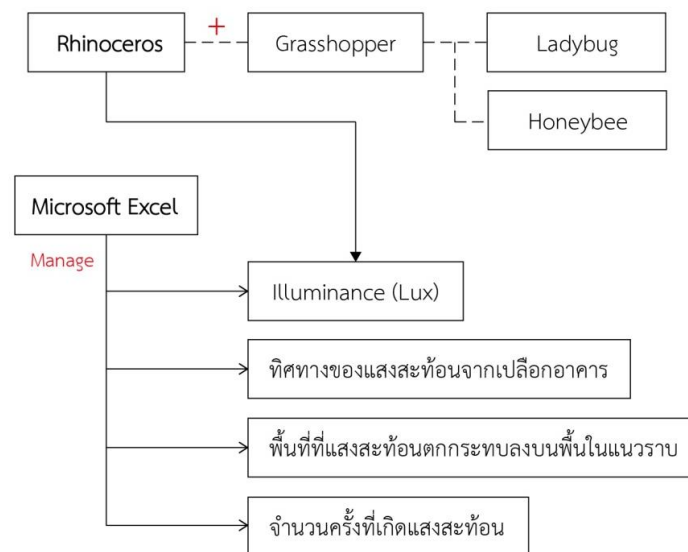 Rhinoceros
+
Grasshopper
Ladybug
Honeybee
Microsoft Excel
Manage
Illuminance (Lux)
ทิศทางของแสงสะท้อนจากเปลือกอาคาร
พื้นที่ที่แสงสะท้อนตกกระทบลงบนพื้นในแนวราบ
จำนวนครั้งที่เกิดแสงสะท้อน